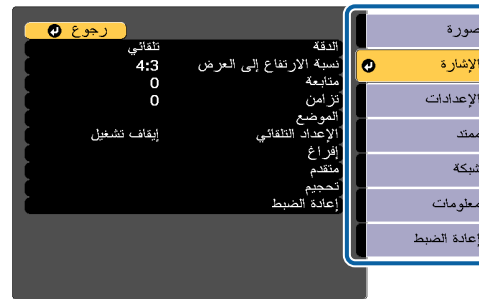 صورة
الإشارة
الإعدادات
ممتد
شبكة
معلومات
إعادة الضبط
رجوع
الدقة تلقائي
نسبة الارتفاع إلى العرض 4:3
متابعة 0
تزامن 0
الموضع
الإعداد التلقائي إيقاف تشغيل
إفراغ
متقدم
تحجيم
إعادة الضبط